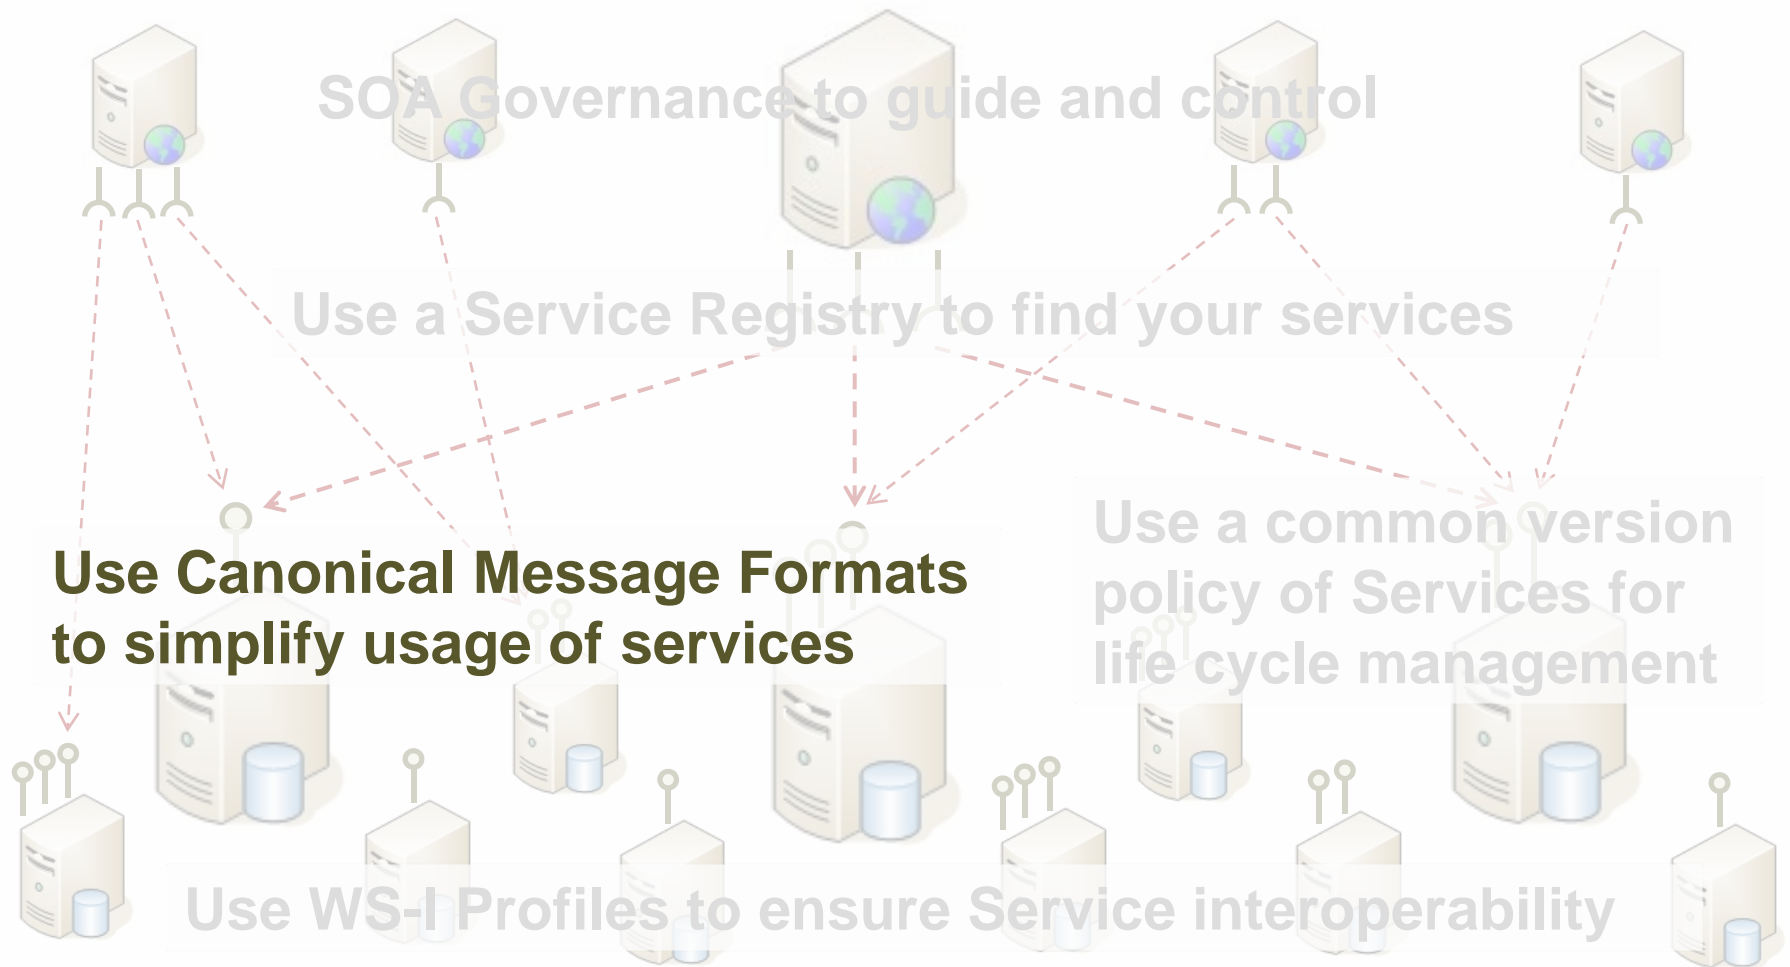 SOA Governance to guide and control
Use a Service Registry to find your services
Use Canonical Message Formats
to simplify usage of services
Use a common version
policy of Services for
life cycle management
Use WS-I Profiles to ensure Service interoperability